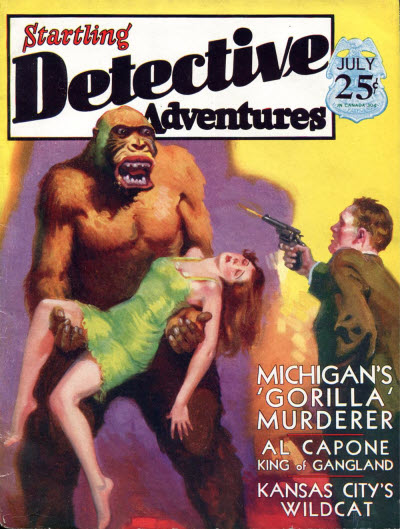 Startling
Detective
Adventures
JULY
25¢
IN CANADA 30¢
MICHIGAN'S
'GORILLA'
MURDERER
AL CAPONE
KING of GANGLAND
KANSAS CITY'S
WILDCAT